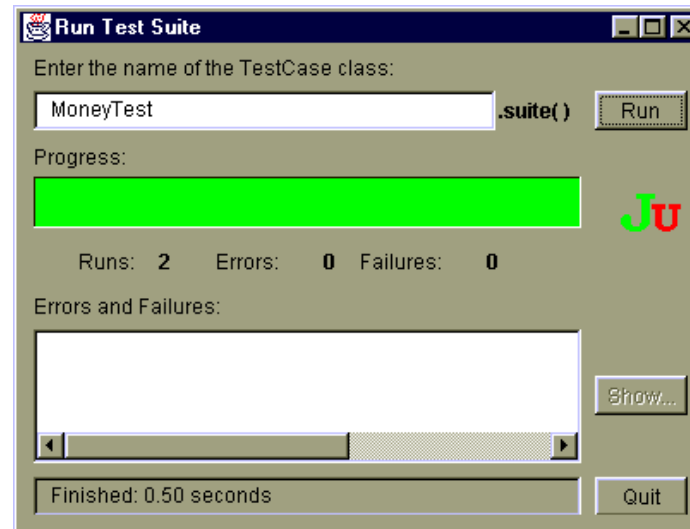 Run Test Suite
Enter the name of the TestCase class:
MoneyTest .suite( ) Run
Progress:
JU
Runs: 2 Errors: 0 Failures: 0
Errors and Failures:
Show...
Finished: 0.50 seconds Quit